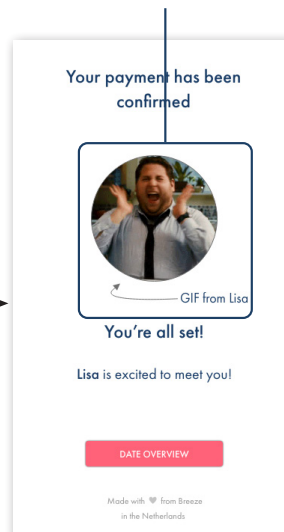 Your payment has been
confirmed
GIF from Lisa
You're all set!
Lisa is excited to meet you!
DATE OVERVIEW
Made with ♥ from Breeze
in the Netherlands